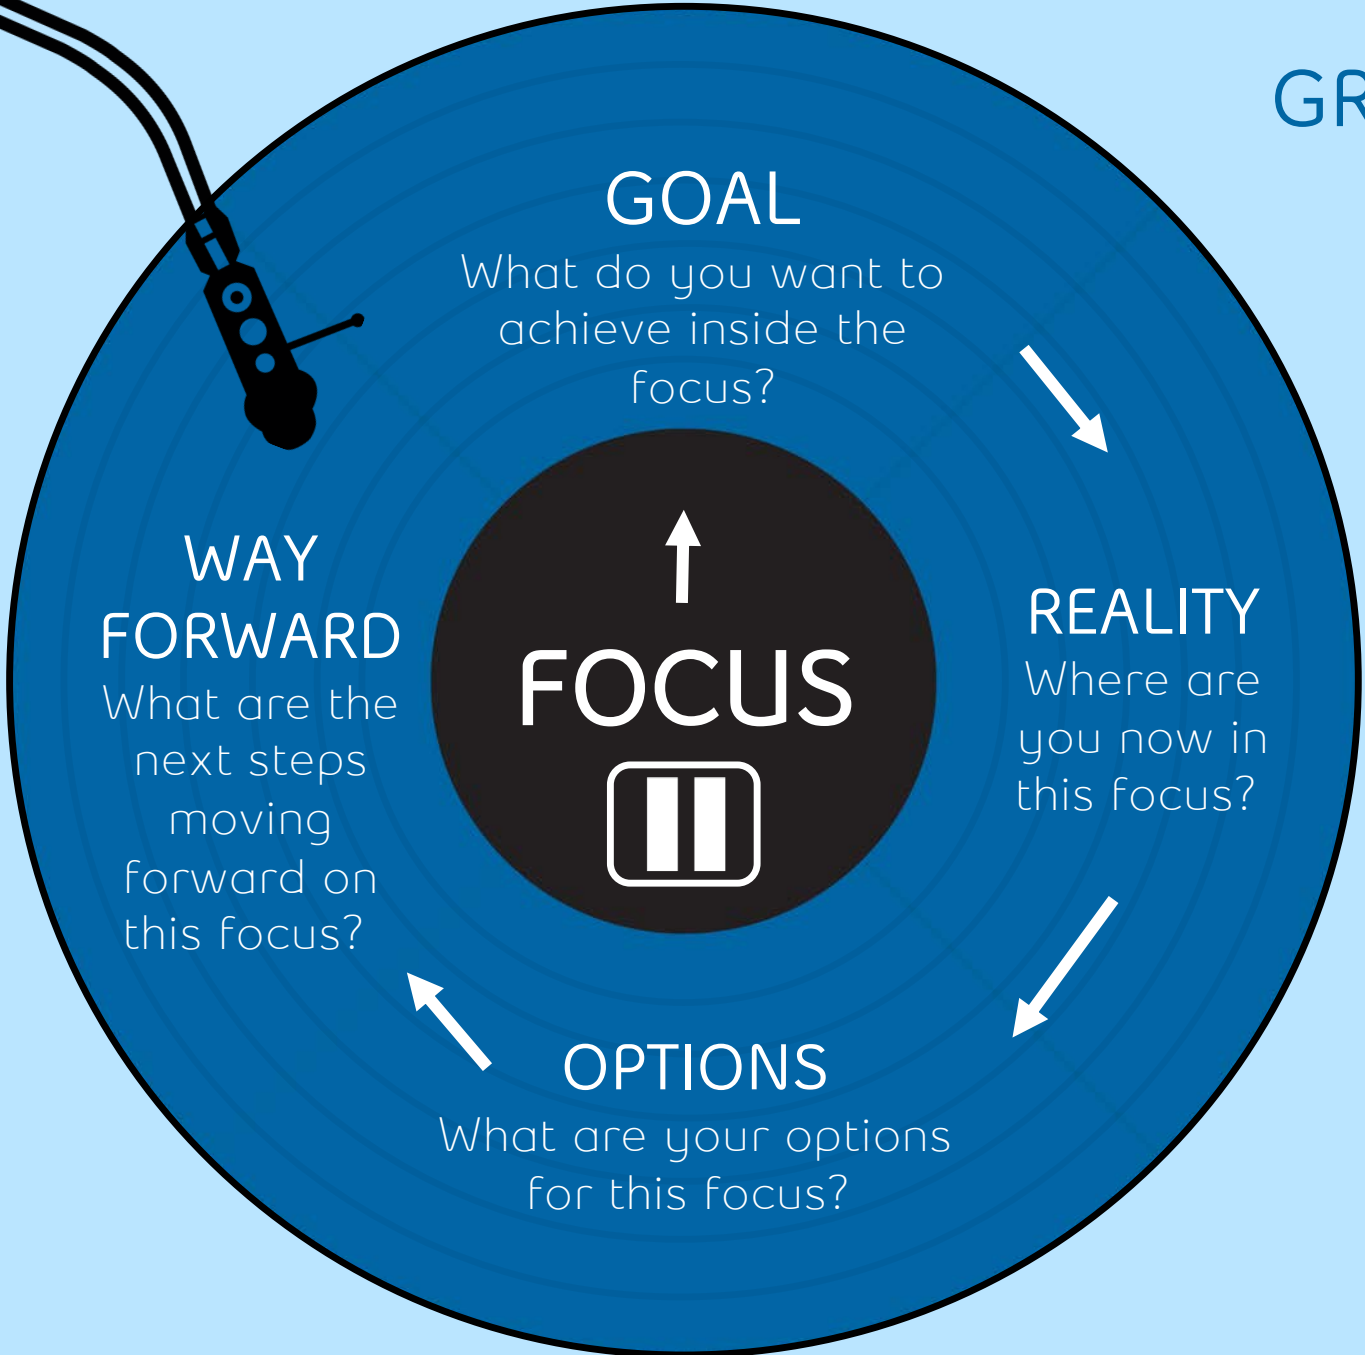 GR
GOAL
What do you want to
achieve inside the
focus?
FOCUS
REALITY
Where are
you now in
this focus?
OPTIONS
What are your options
for this focus?
WAY
FORWARD
What are the
next steps
moving
forward on
this focus?